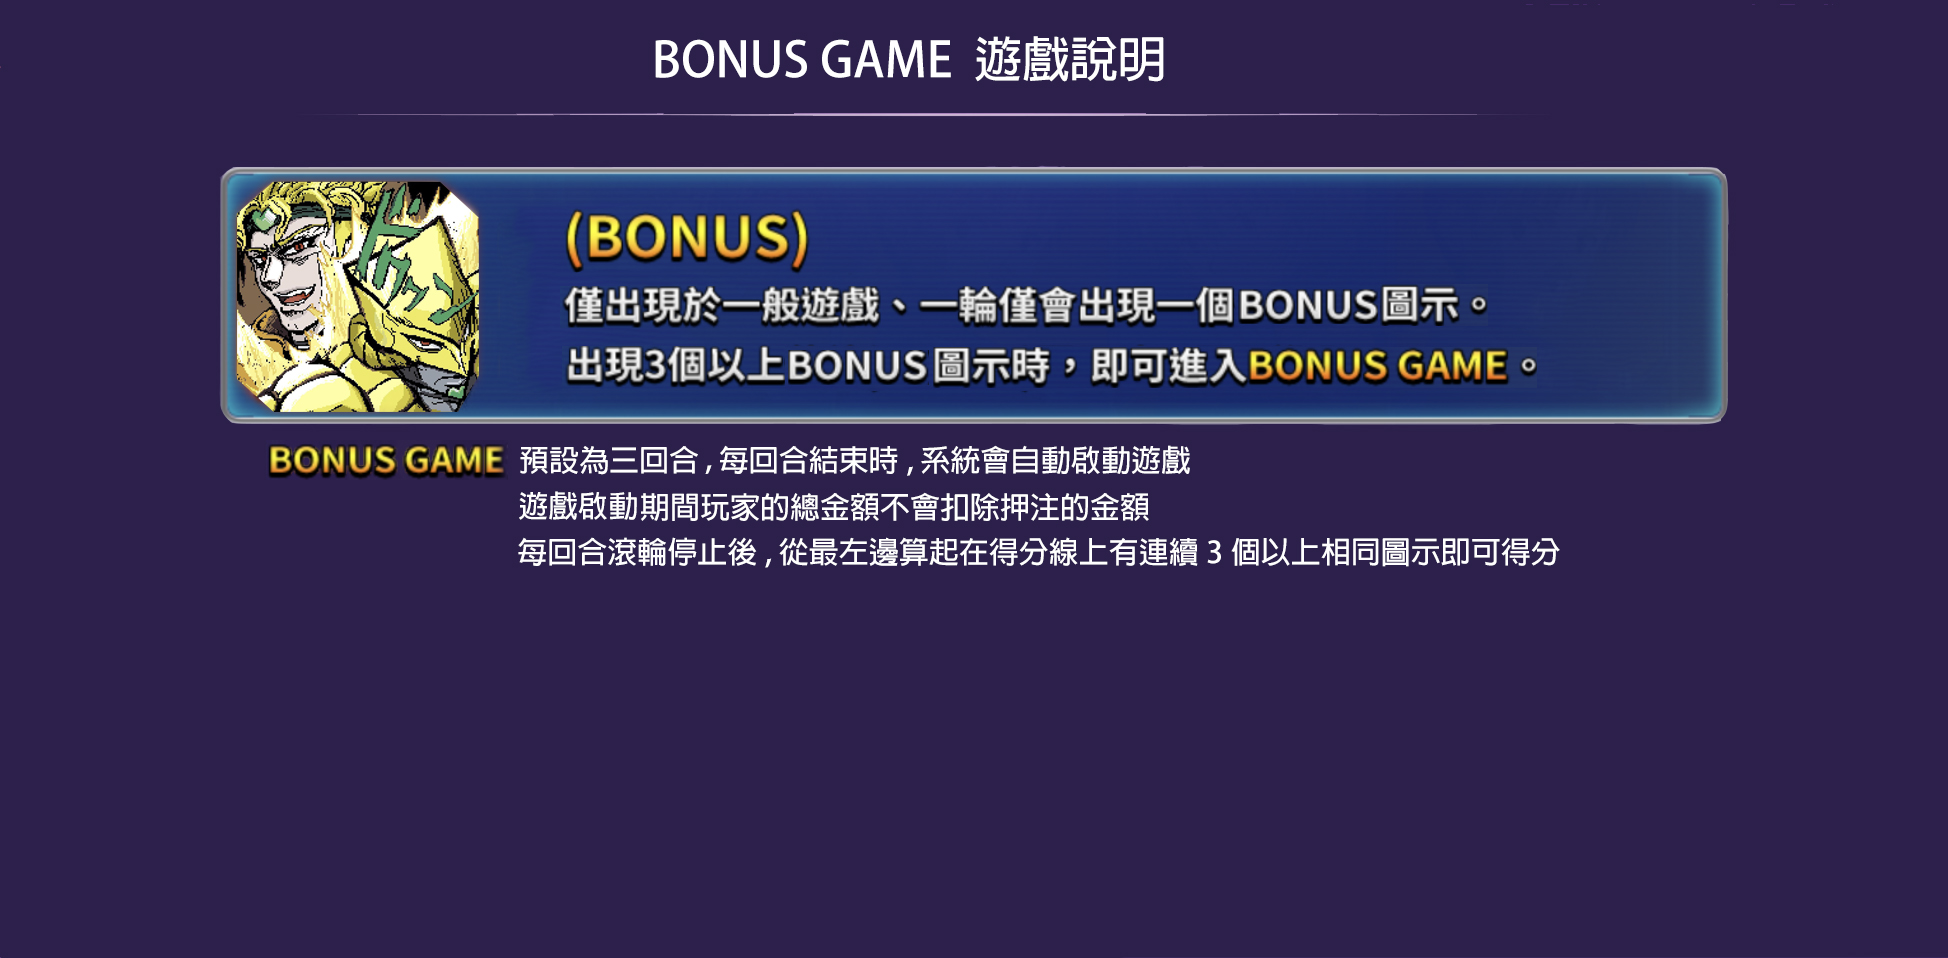 BONUS GAME 遊戲說明
ドドゥン
(BONUS)
僅出現於一般遊戲、一輪僅會出現一個BONUS圖示。
出現3個以上BONUS圖示時，即可進入BONUS GAME。
BONUS GAME 預設為三回合 , 每回合結束時 , 系統會自動啟動遊戲
遊戲啟動期間玩家的總金額不會扣除押注的金額
每回合滾輪停止後 , 從最左邊算起在得分線上有連續 3 個以上相同圖示即可得分